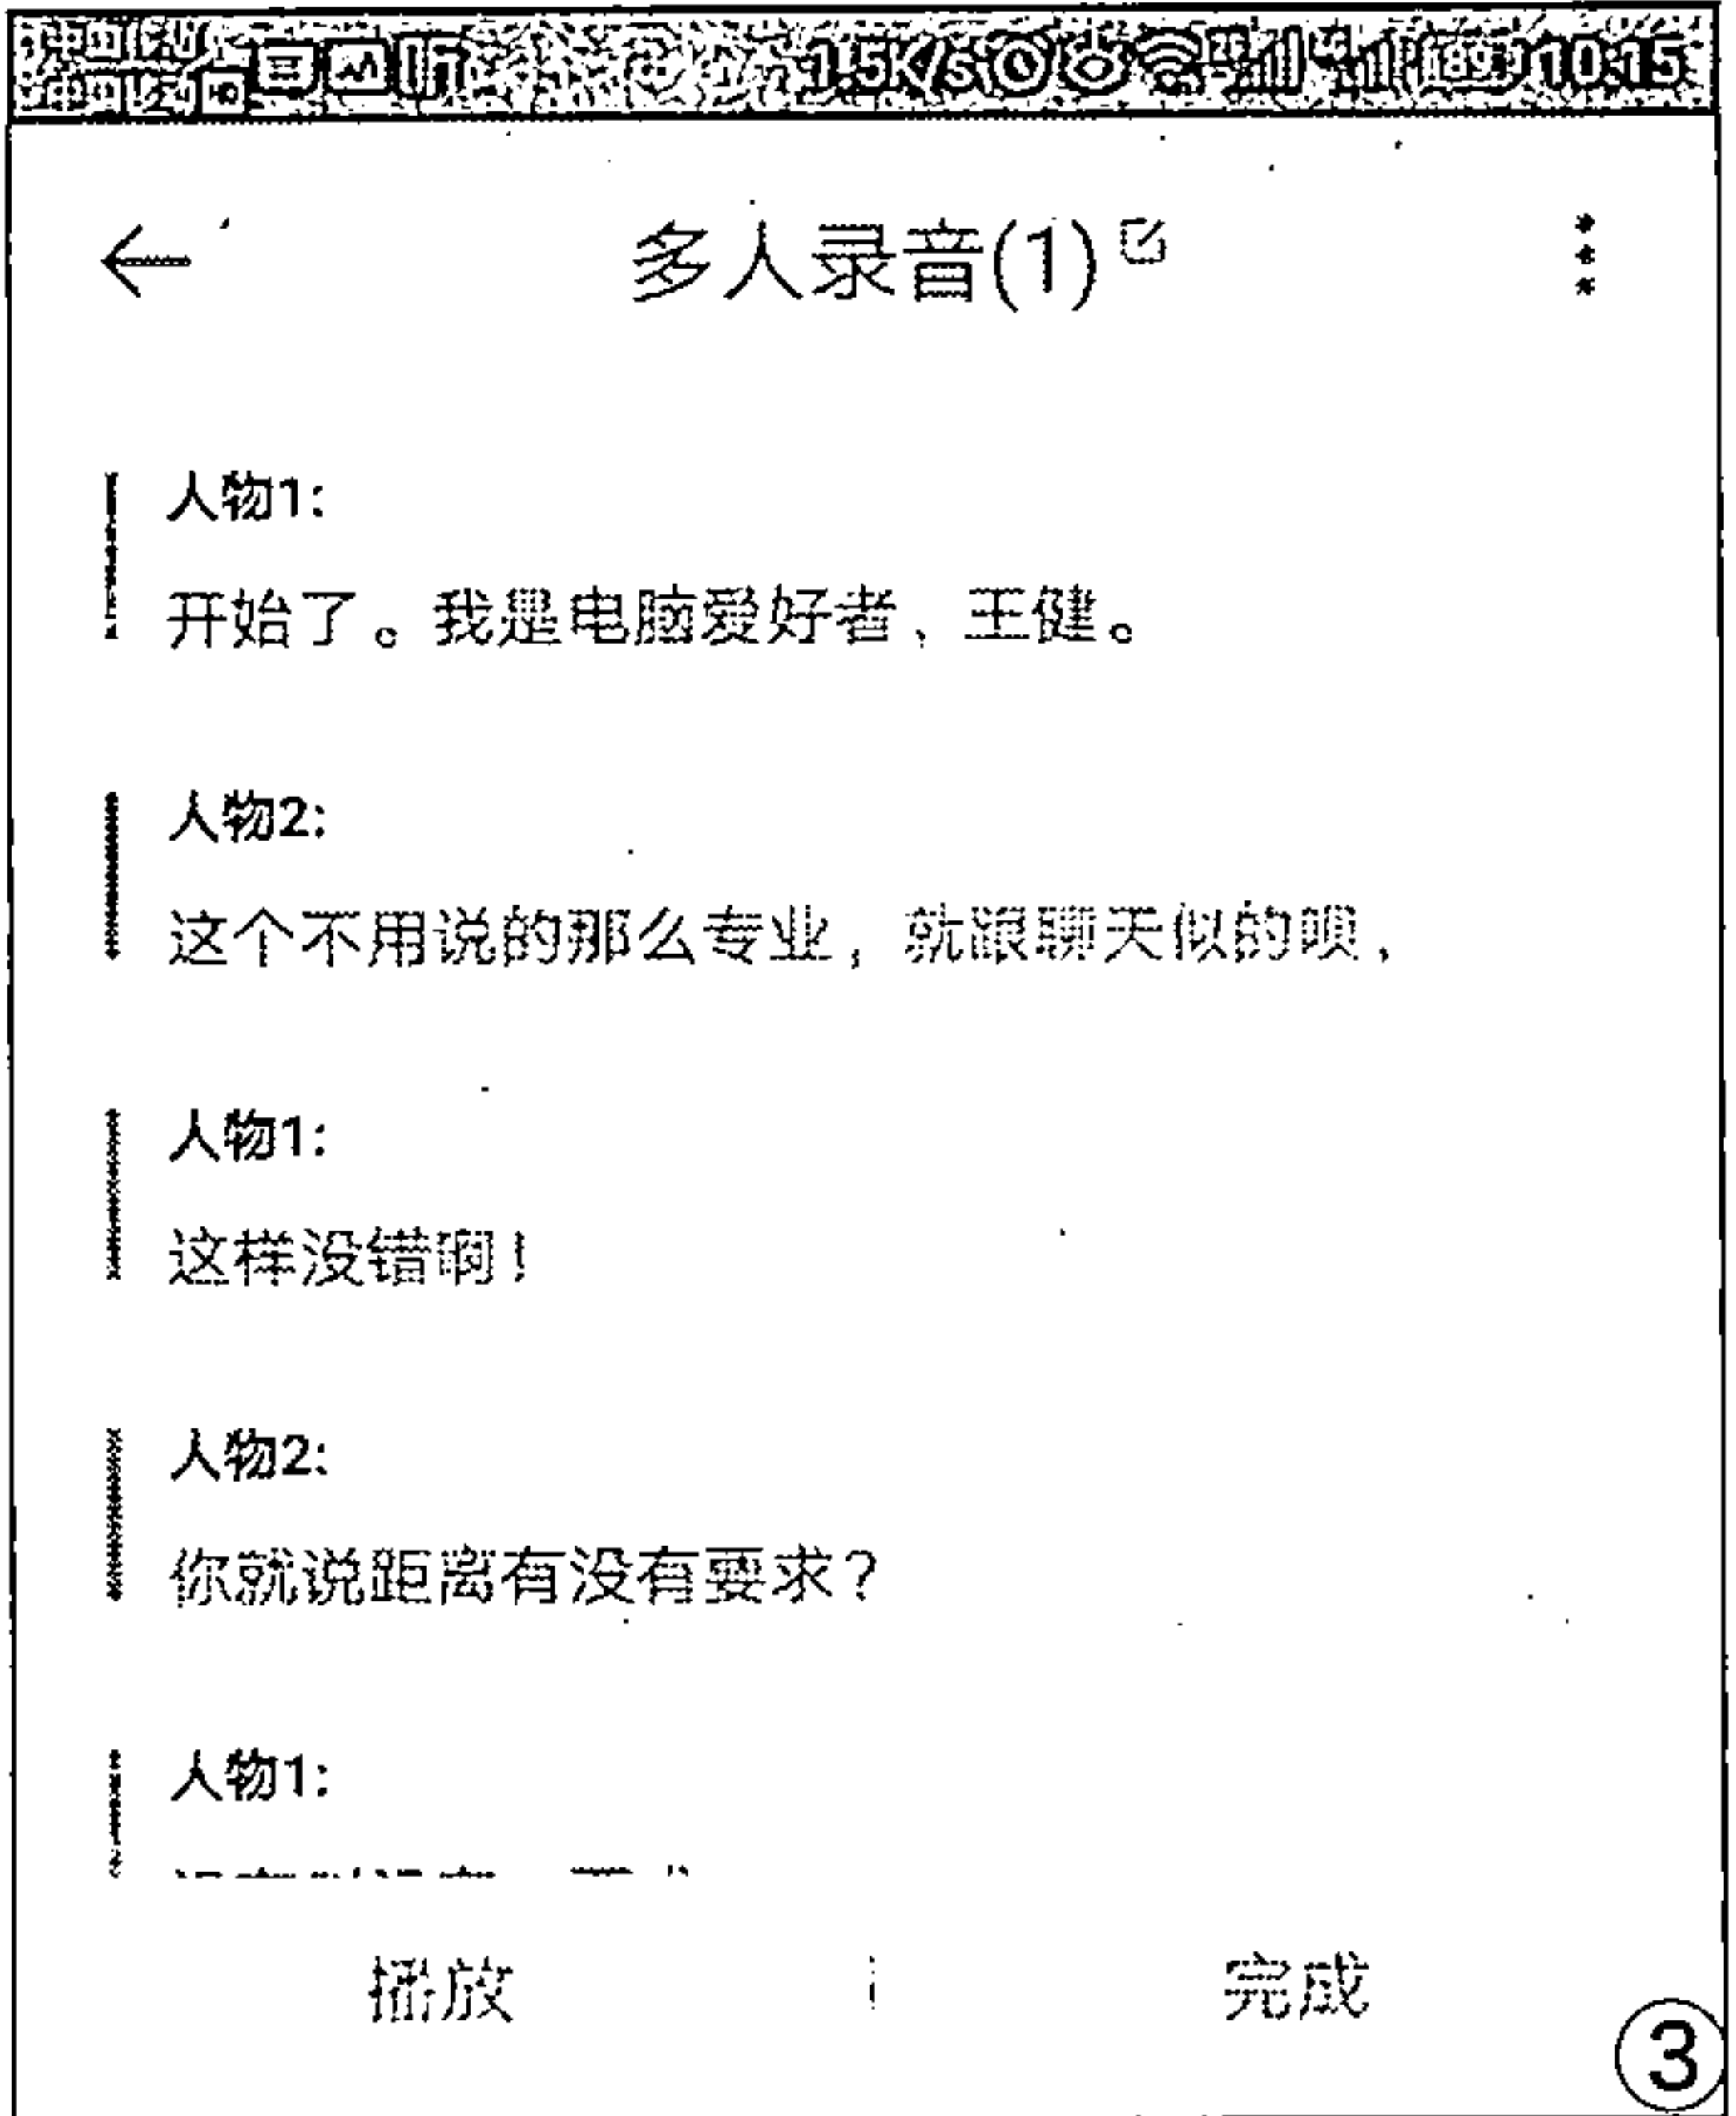 1.5K/s 89 10:15
多人录音(1)
人物1:
开始了。我是电脑爱好者、王健。
人物2:
这个不用说的那么专业，就跟聊天似的呗，
人物1:
这样没错啊！
人物2:
你就说距离有没有要求？
人物1:
播放
完成
③